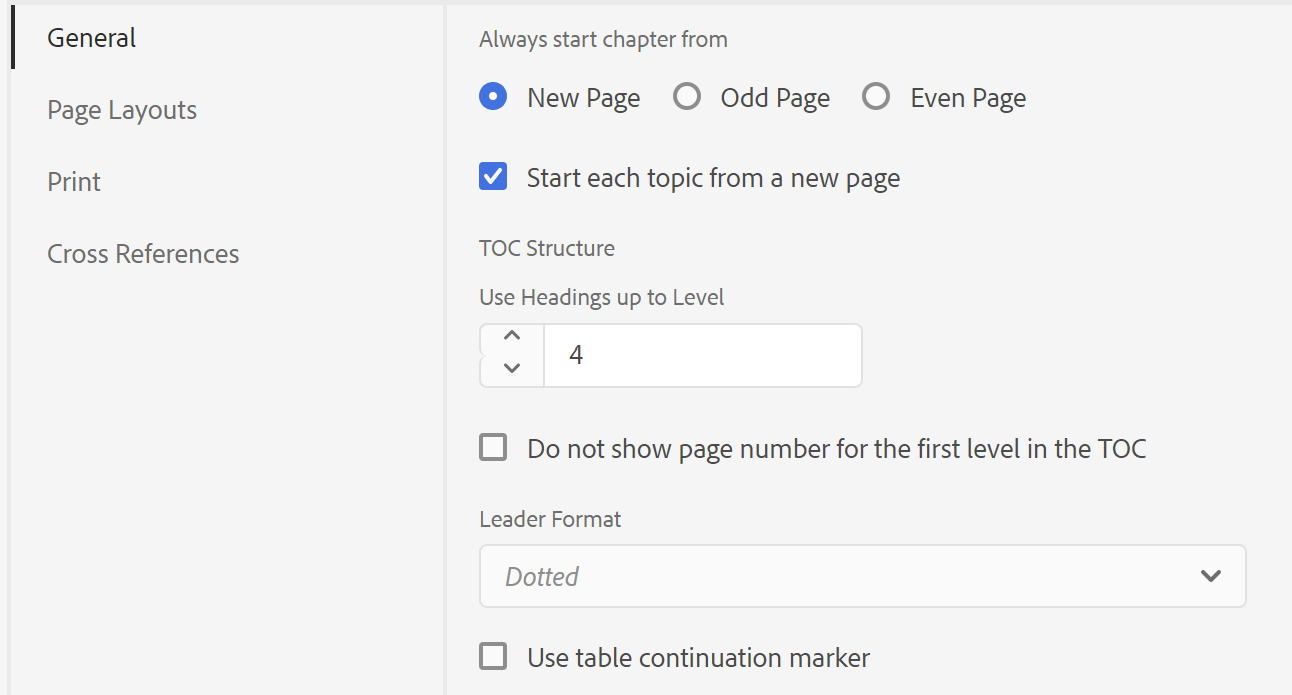 General
Page Layouts
Print
Cross References
Always start chapter from
New Page Odd Page Even Page
Start each topic from a new page
TOC Structure
Use Headings up to Level
4
Do not show page number for the first level in the TOC
Leader Format
Dotted
Use table continuation marker